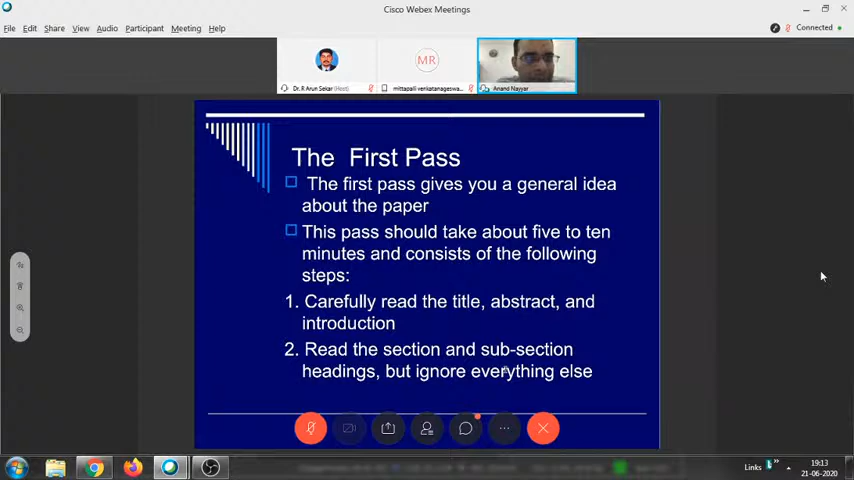 Cisco Webex Meetings
File Edit Share View Audio Participant Meeting Help
Connected
MR
Dr. R Arun Sekar (Host)
mittapalli venkatanagesw...
Anand Nayyar
The First Pass
The first pass gives you a general idea
about the paper
This pass should take about five to ten
minutes and consists of the following
steps:
1. Carefully read the title, abstract, and
introduction
2. Read the section and sub-section
headings, but ignore everything else
Links
19:13
21-06-2020